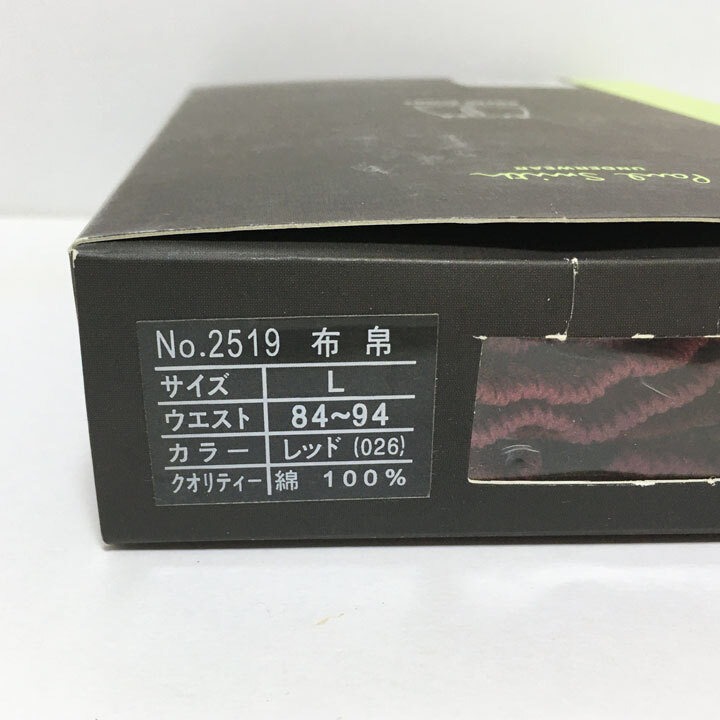 Paul Smith
UNDERWEAR
No.2519 布帛
サイズ L
ウエスト 84~94
カラー レッド(026)
クオリティー 綿 100%